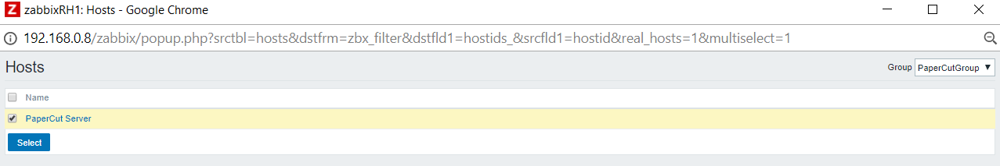 Z zabbixRH1: Hosts - Google Chrome
192.168.0.8/zabbix/popup.php?srctbl=hosts&dstfrm=zbx_filter&dstfld1=hostids_&srcfld1=hostid&real_hosts=1&multiselect=1
Hosts Group PaperCutGroup
Name
PaperCut Server
Select